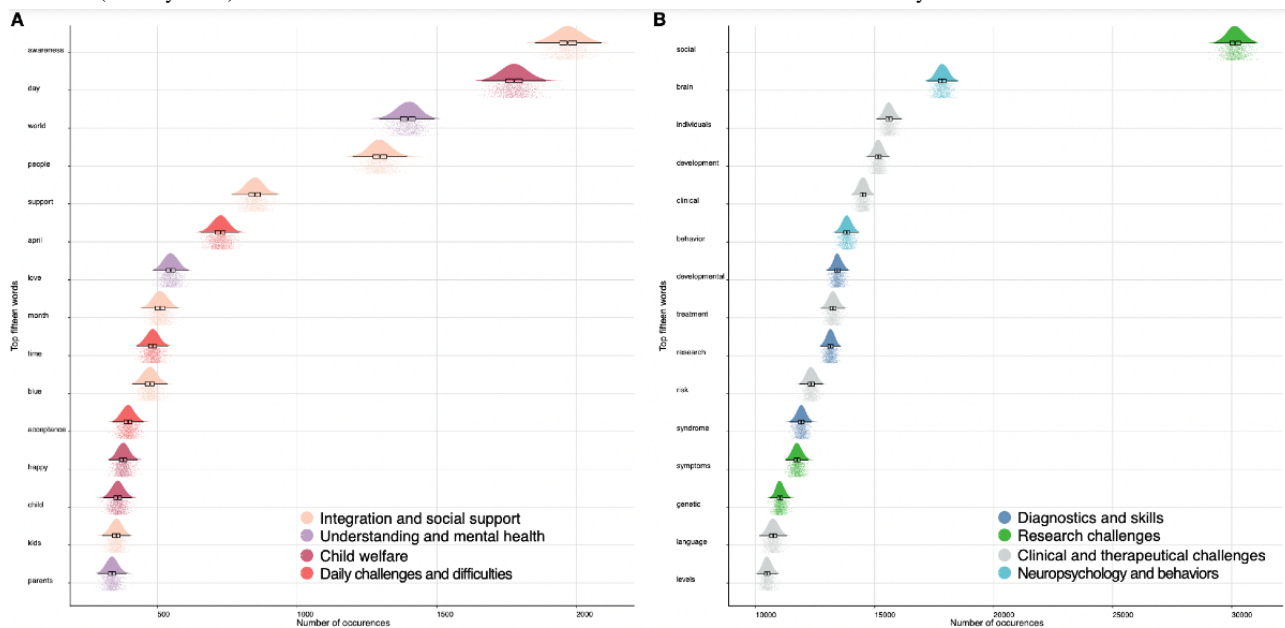 A
awareness
day
world
people
support
april
love
month
time
blue
acceptance
happy
child
kids
parents
Top fifteen words
500
1000
1500
2000
Number of occurences
Integration and social support
Understanding and mental health
Child welfare
Daily challenges and difficulties
B
social
brain
individuals
development
clinical
behavior
developmental
treatment
research
risk
syndrome
symptoms
genetic
language
levels
Top fifteen words
10000
15000
20000
25000
30000
Number of occurences
Diagnostics and skills
Research challenges
Clinical and therapeutical challenges
Neuropsychology and behaviors